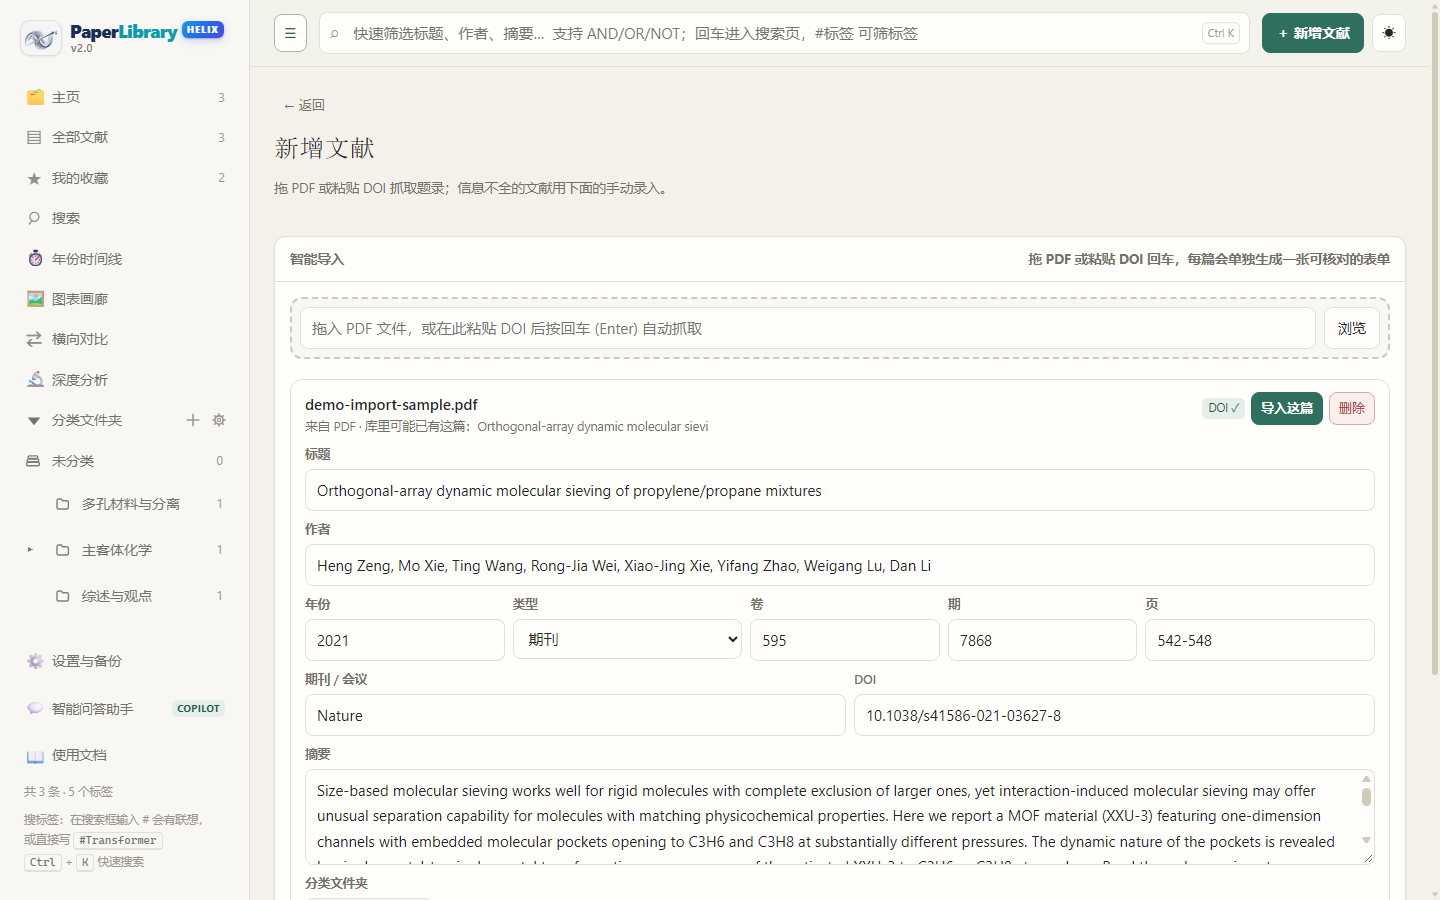 PaperLibrary HELIX
v2.0
主页 3
全部文献 3
我的收藏 2
搜索
年份时间线
图表画廊
横向对比
深度分析
分类文件夹
未分类 0
多孔材料与分离 1
主客体化学 1
综述与观点 1
设置与备份
智能问答助手 COPILOT
使用文档
共 3 条 · 5 个标签
搜标签：在搜索框输入 # 会有联想，
或直接写 #Transformer
Ctrl + K 快速搜索
快速筛选标题、作者、摘要... 支持 AND/OR/NOT；回车进入搜索页，#标签 可筛标签 Ctrl K
+ 新增文献
← 返回
新增文献
拖 PDF 或粘贴 DOI 抓取题录；信息不全的文献用下面的手动录入。
智能导入 拖 PDF 或粘贴 DOI 回车，每篇会单独生成一张可核对的表单
拖入 PDF 文件，或在此粘贴 DOI 后按回车 (Enter) 自动抓取 浏览
demo-import-sample.pdf
来自 PDF · 库里可能已有这篇：Orthogonal-array dynamic molecular sievi
DOI ✓ 导入这篇 删除
标题
Orthogonal-array dynamic molecular sieving of propylene/propane mixtures
作者
Heng Zeng, Mo Xie, Ting Wang, Rong-Jia Wei, Xiao-Jing Xie, Yifang Zhao, Weigang Lu, Dan Li
年份 类型 卷 期 页
2021 期刊 595 7868 542-548
期刊 / 会议 DOI
Nature 10.1038/s41586-021-03627-8
摘要
Size-based molecular sieving works well for rigid molecules with complete exclusion of larger ones, yet interaction-induced molecular sieving may offer
unusual separation capability for molecules with matching physicochemical properties. Here we report a MOF material (XXU-3) featuring one-dimension
channels with embedded molecular pockets opening to C3H6 and C3H8 at substantially different pressures. The dynamic nature of the pockets is revealed
分类文件夹